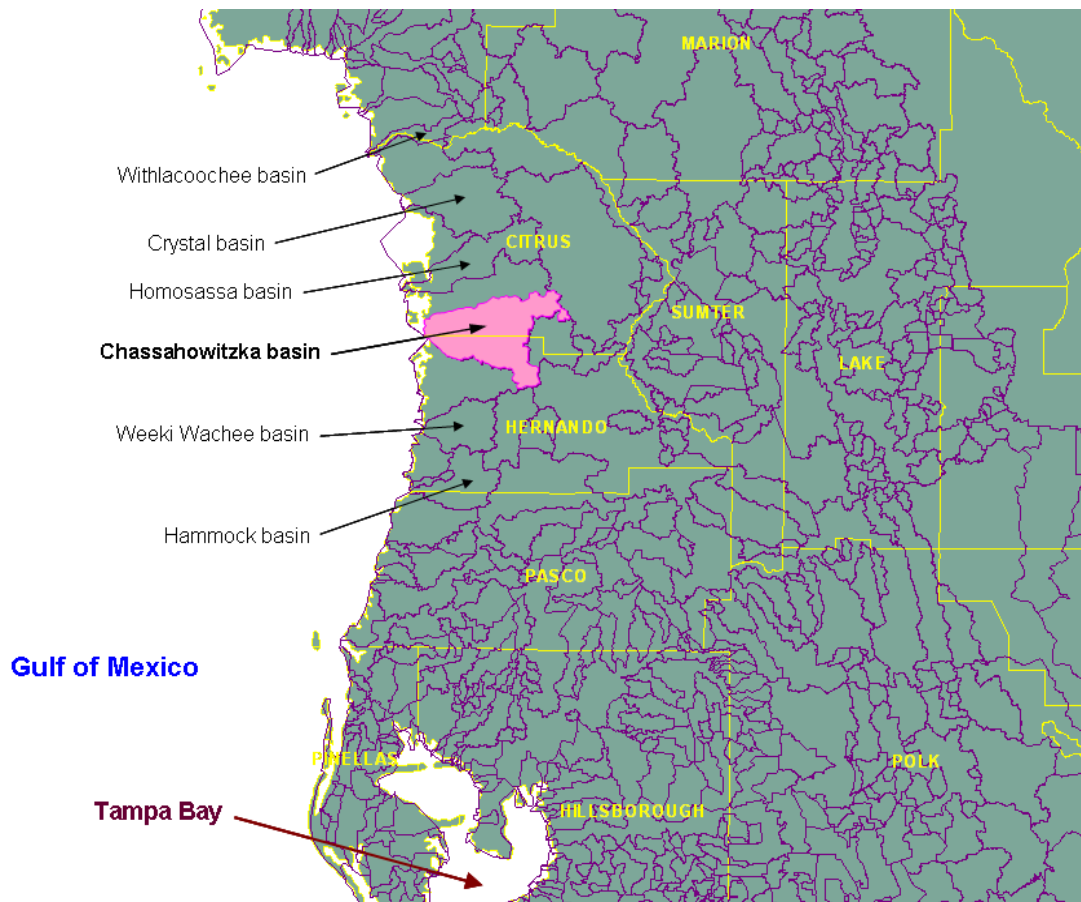 MARION
Withlacoochee basin
Crystal basin
CITRUS
Homosassa basin
SUMTER
Chassahowitzka basin
LAKE
Weeki Wachee basin
HERNANDO
Hammock basin
PASCO
Gulf of Mexico
PINELLAS
POLK
Tampa Bay
HILLSBOROUGH